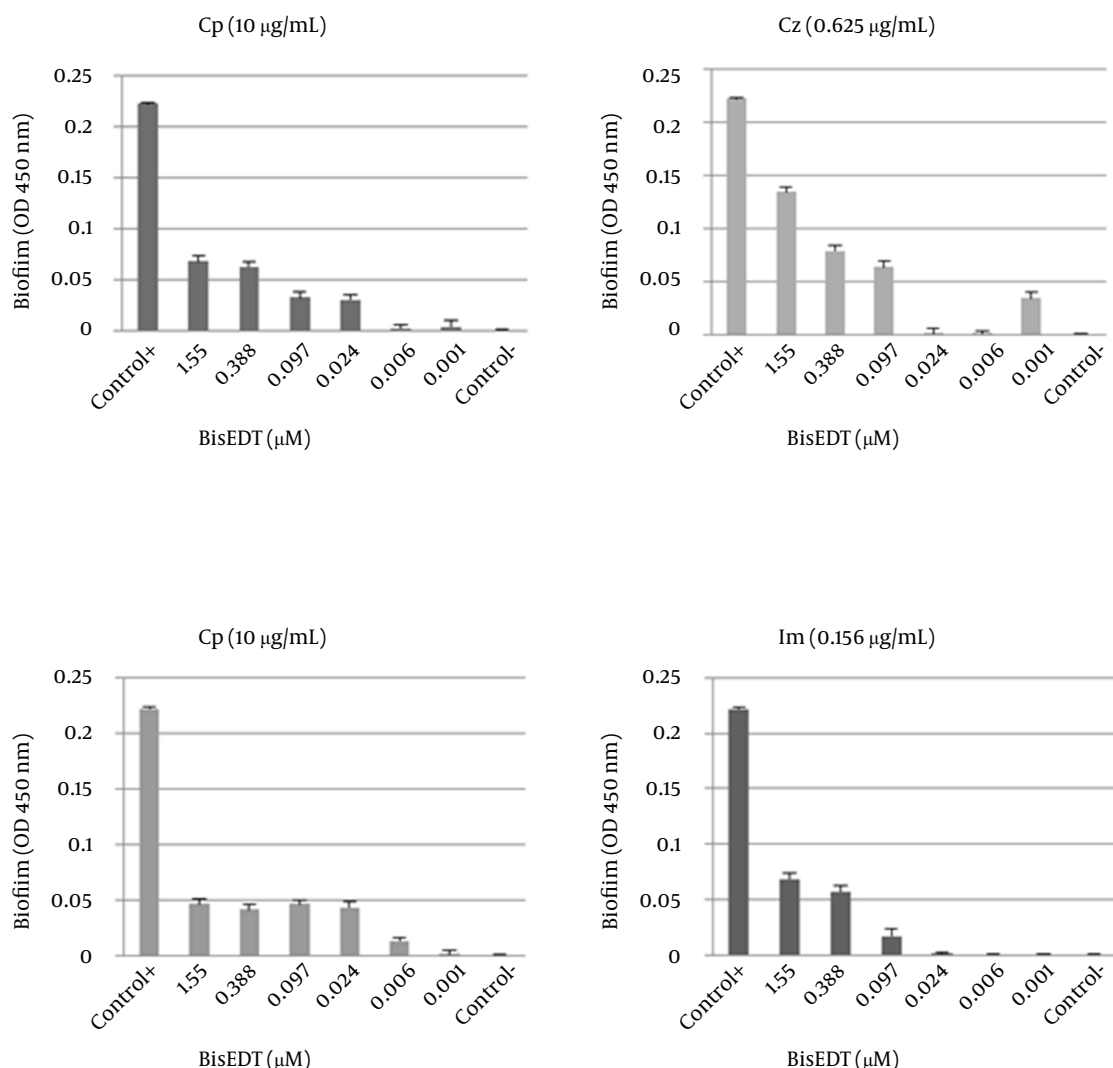 Cp (10 µg/mL)
Biofiim (OD 450 nm)
0.25
0.2
0.15
0.1
0.05
0
Control+ 1.55 0.388 0.097 0.024 0.006 0.001 Control-
BisEDT (µM)
Cz (0.625 µg/mL)
Biofiim (OD 450 nm)
0.25
0.2
0.15
0.1
0.05
0
Control+ 1.55 0.388 0.097 0.024 0.006 0.001 Control-
BisEDT (µM)
Cp (10 µg/mL)
Biofiim (OD 450 nm)
0.25
0.2
0.15
0.1
0.05
0
Control+ 1.55 0.388 0.097 0.024 0.006 0.001 Control-
BisEDT (µM)
Im (0.156 µg/mL)
Biofiim (OD 450 nm)
0.25
0.2
0.15
0.1
0.05
0
Control+ 1.55 0.388 0.097 0.024 0.006 0.001 Control-
BisEDT (µM)